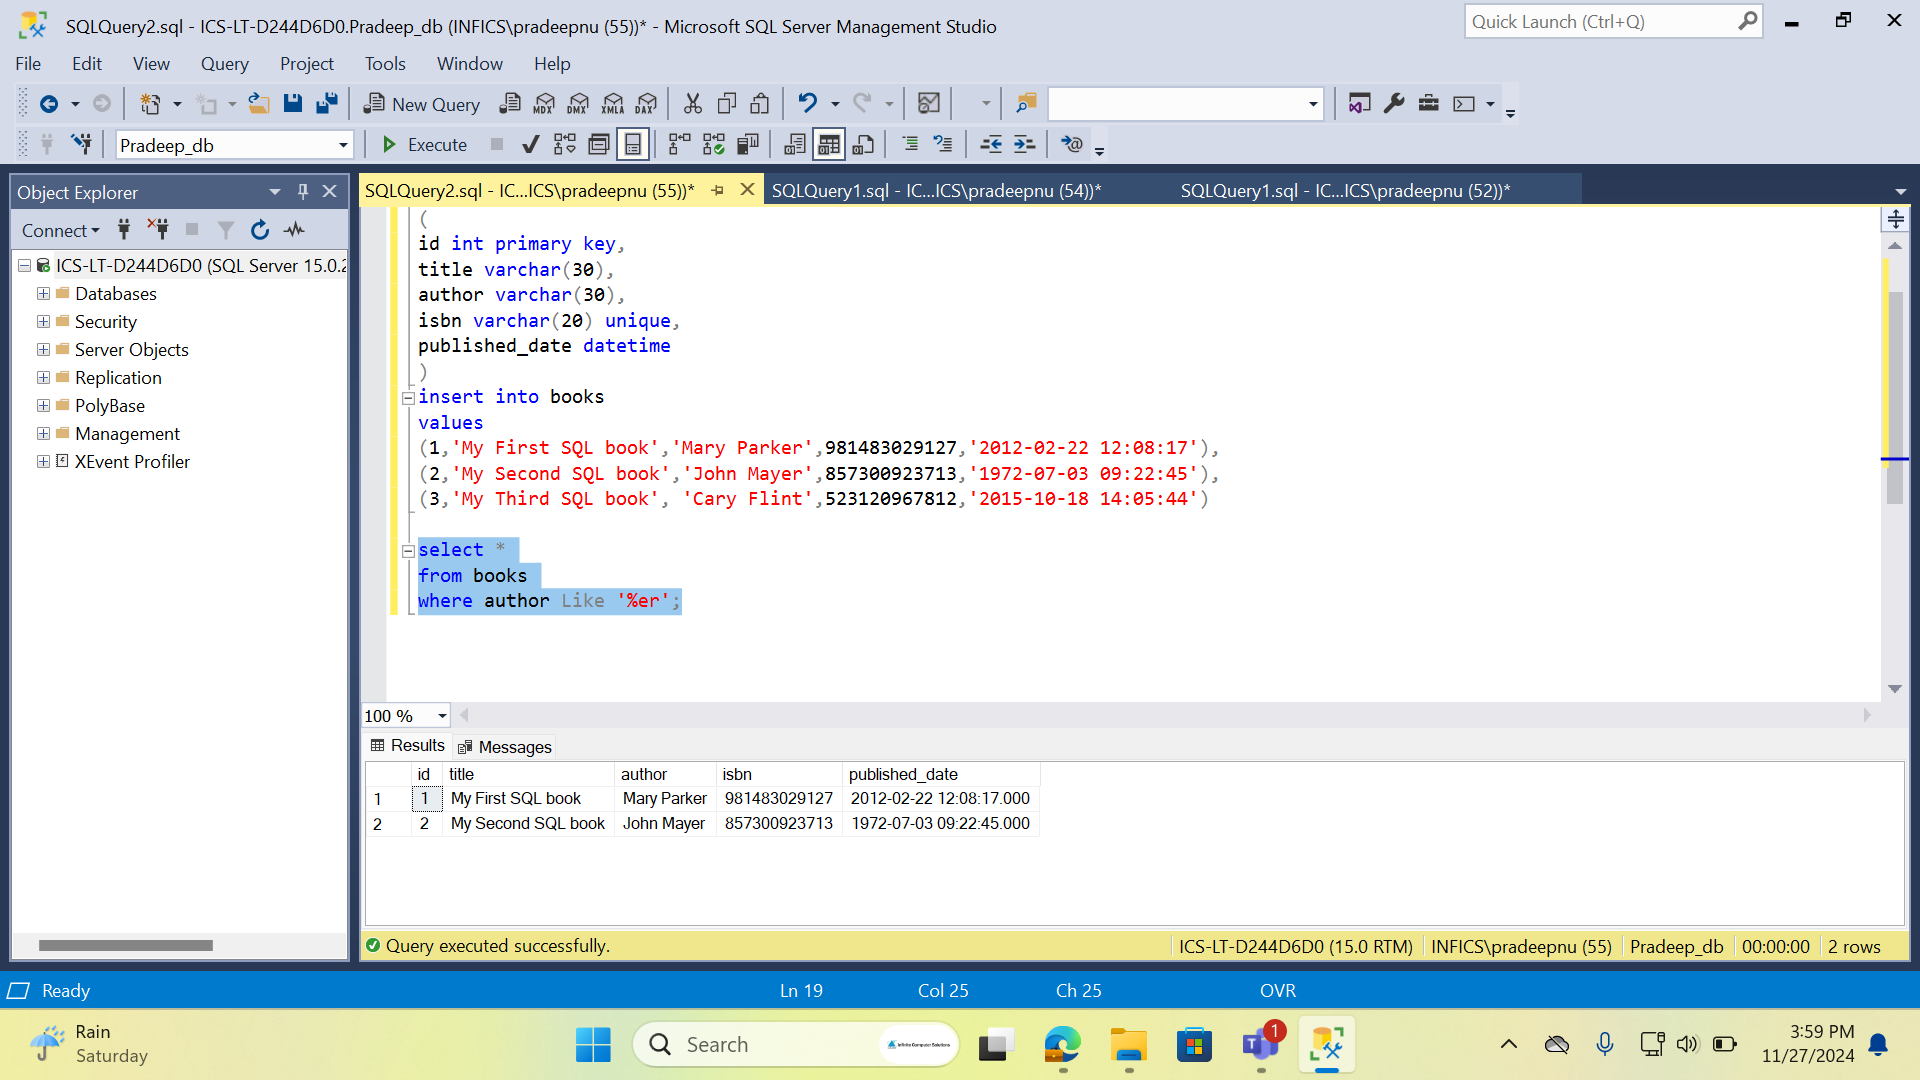 SQLQuery2.sql - ICS-LT-D244D6D0.Pradeep_db (INFICS\pradeepnu (55))* - Microsoft SQL Server Management Studio
Quick Launch (Ctrl+Q)
File Edit View Query Project Tools Window Help
New Query MDX DMX XMLA DAX
Pradeep_db Execute
Object Explorer
SQLQuery2.sql - IC...ICS\pradeepnu (55))* SQLQuery1.sql - IC...ICS\pradeepnu (54))* SQLQuery1.sql - IC...ICS\pradeepnu (52))*
Connect
ICS-LT-D244D6D0 (SQL Server 15.0.2
Databases
Security
Server Objects
Replication
PolyBase
Management
XEvent Profiler
(
id int primary key,
title varchar(30),
author varchar(30),
isbn varchar(20) unique,
published_date datetime
)
insert into books
values
(1,'My First SQL book','Mary Parker',981483029127,'2012-02-22 12:08:17'),
(2,'My Second SQL book','John Mayer',857300923713,'1972-07-03 09:22:45'),
(3,'My Third SQL book', 'Cary Flint',523120967812,'2015-10-18 14:05:44')
select *
from books
where author Like '%er';
100 %
Results Messages
id title author isbn published_date
1 1 My First SQL book Mary Parker 981483029127 2012-02-22 12:08:17.000
2 2 My Second SQL book John Mayer 857300923713 1972-07-03 09:22:45.000
Query executed successfully. ICS-LT-D244D6D0 (15.0 RTM) INFICS\pradeepnu (55) Pradeep_db 00:00:00 2 rows
Ready Ln 19 Col 25 Ch 25 OVR
Rain
Saturday
Search
Infinite Computer Solutions
T
1
3:59 PM
11/27/2024